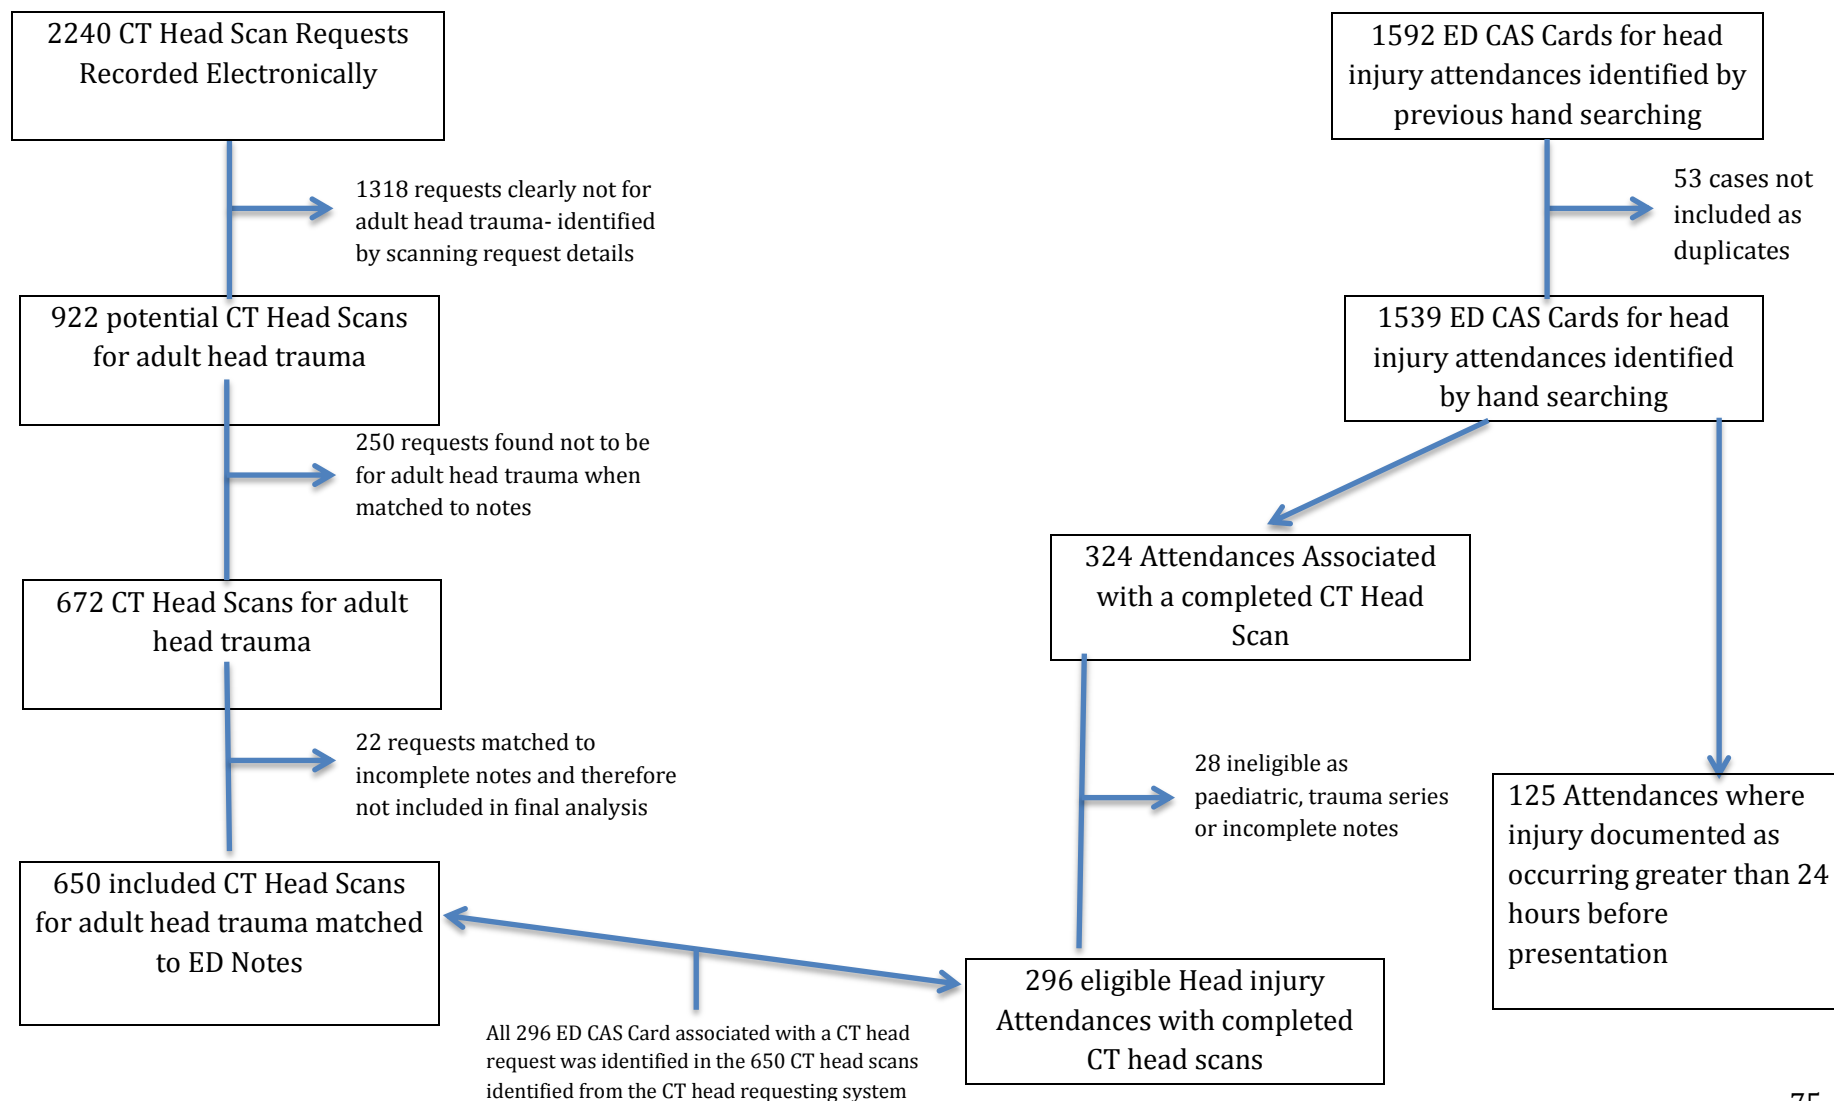 2240 CT Head Scan Requests
Recorded Electronically
1318 requests clearly not for
adult head trauma- identified
by scanning request details
922 potential CT Head Scans
for adult head trauma
250 requests found not to be
for adult head trauma when
matched to notes
672 CT Head Scans for adult
head trauma
22 requests matched to
incomplete notes and therefore
not included in final analysis
650 included CT Head Scans
for adult head trauma matched
to ED Notes
All 296 ED CAS Card associated with a CT head
request was identified in the 650 CT head scans
identified from the CT head requesting system
1592 ED CAS Cards for head
injury attendances identified by
previous hand searching
53 cases not
included as
duplicates
1539 ED CAS Cards for head
injury attendances identified
by hand searching
324 Attendances Associated
with a completed CT Head
Scan
28 ineligible as
paediatric, trauma series
or incomplete notes
296 eligible Head injury
Attendances with completed
CT head scans
125 Attendances where
injury documented as
occurring greater than 24
hours before
presentation
75